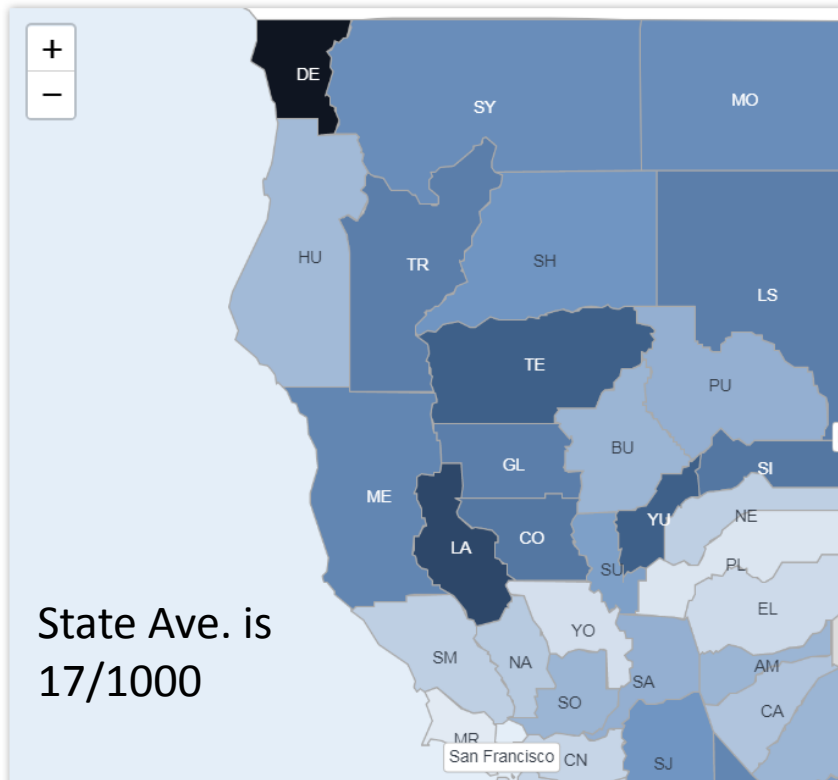 +
−
DE
SY
MO
HU
TR
SH
LS
TE
PU
BU
GL
SI
ME
YU
NE
LA
CO
SU
PL
EL
YO
State Ave. is
17/1000
SM
NA
AM
SA
SO
CA
MR
San Francisco
CN
SJ